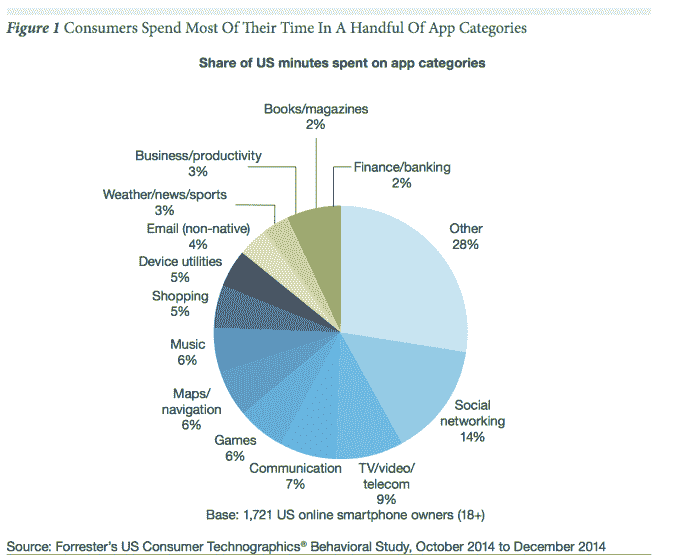 Figure 1 Consumers Spend Most Of Their Time In A Handful Of App Categories
Share of US minutes spent on app categories
Books/magazines
2%
Business/productivity
3%
Finance/banking
2%
Weather/news/sports
3%
Email (non-native)
4%
Other
28%
Device utilities
5%
Shopping
5%
Music
6%
Maps/
navigation
6%
Social
networking
14%
Games
6%
Communication
7%
TV/video/
telecom
9%
Base: 1,721 US online smartphone owners (18+)
Source: Forrester's US Consumer Technographics® Behavioral Study, October 2014 to December 2014